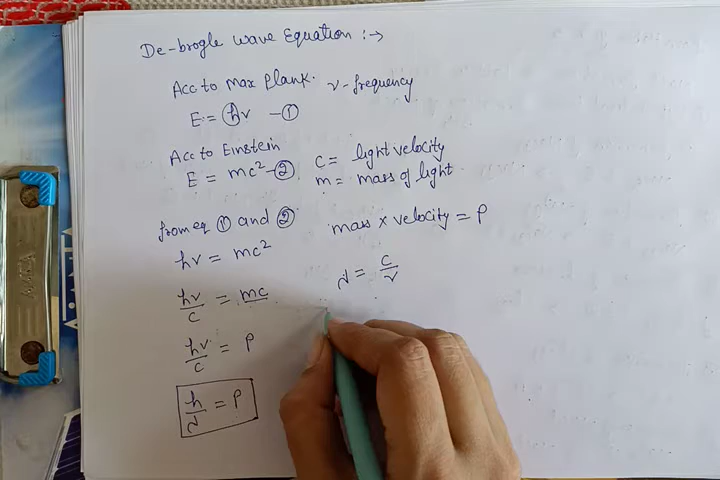 De-brogle wave Equation :→
Acc to Max Plank. ν-frequency
E = hν - ①
Acc to Einstein
E = mc² - ②
c = light velocity
m = mass of light
from eq ① and ②
mass x velocity = P
hν = mc²
λ = c/ν
hν/c = mc
hν/c = P
h/λ = P